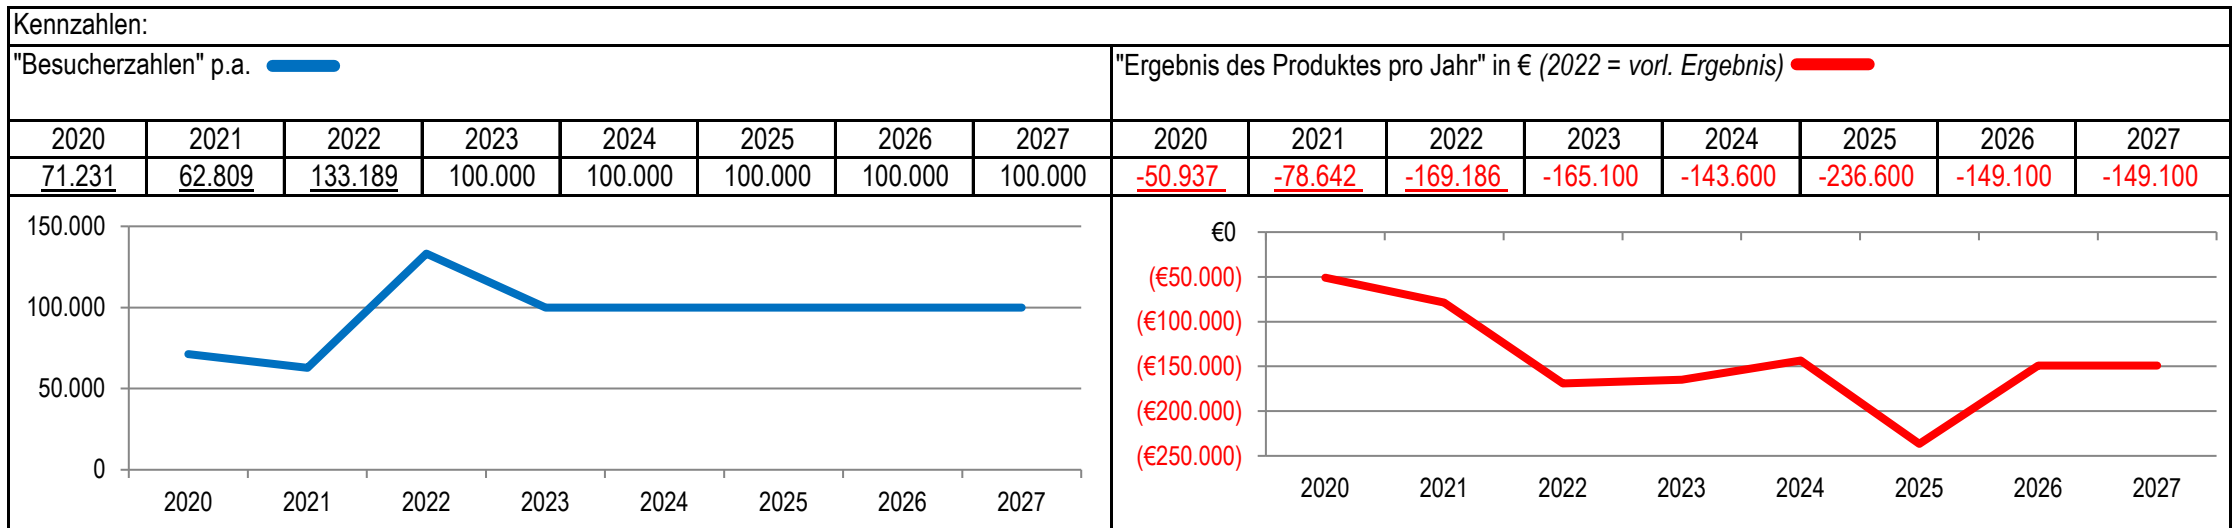 Kennzahlen:
"Besucherzahlen" p.a.
"Ergebnis des Produktes pro Jahr" in € (2022 = vorl. Ergebnis)
2020 2021 2022 2023 2024 2025 2026 2027
2020 2021 2022 2023 2024 2025 2026 2027
71.231 62.809 133.189 100.000 100.000 100.000 100.000 100.000
-50.937 -78.642 -169.186 -165.100 -143.600 -236.600 -149.100 -149.100
150.000
100.000
50.000
0
2020 2021 2022 2023 2024 2025 2026 2027
€0
(€50.000)
(€100.000)
(€150.000)
(€200.000)
(€250.000)
2020 2021 2022 2023 2024 2025 2026 2027